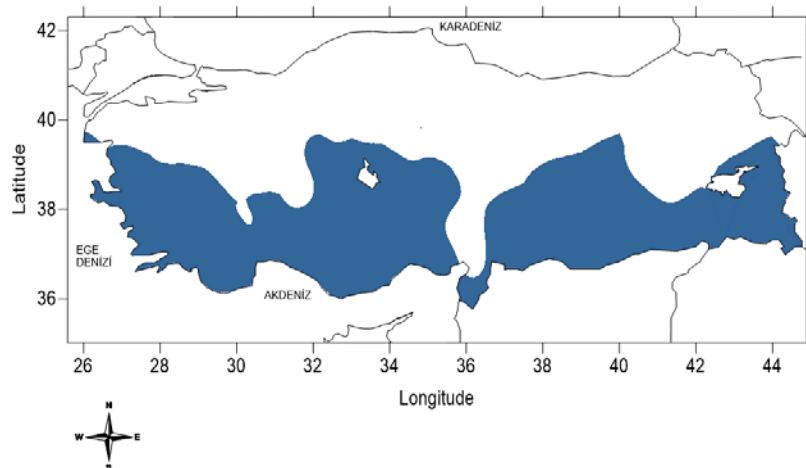 KARADENİZ
42
40
38
36
Latitude
EGE
DENİZİ
AKDENİZ
26 28 30 32 34 36 38 40 42 44
Longitude
N
W E